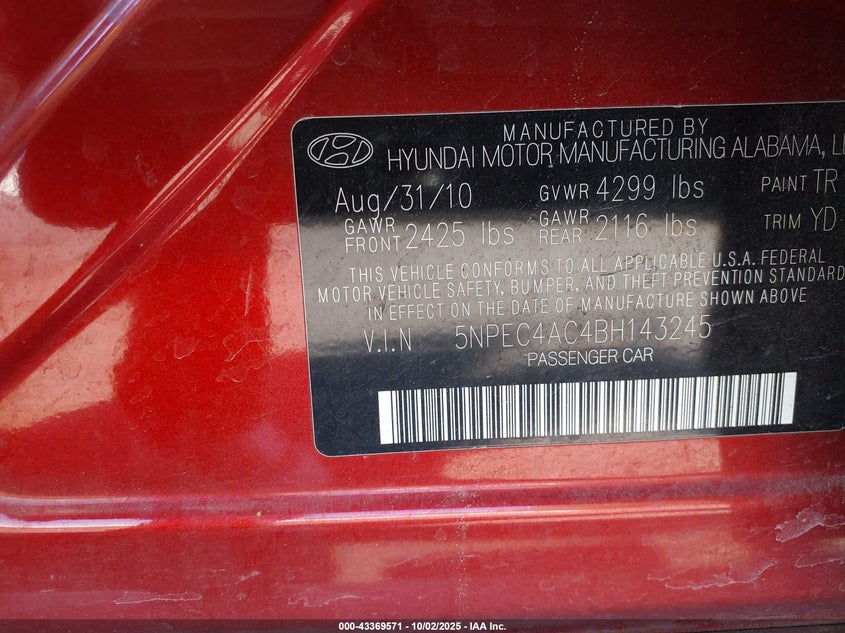 MANUFACTURED BY
HYUNDAI MOTOR MANUFACTURING ALABAMA,
Aug/31/10 GVWR 4299 lbs PAINT TR
GAWR FRONT 2425 lbs GAWR REAR 2116 lbs TRIM YD
THIS VEHICLE CONFORMS TO ALL APPLICABLE U.S.A. FEDERAL
MOTOR VEHICLE SAFETY, BUMPER, AND THEFT PREVENTION STANDARD
IN EFFECT ON THE DATE OF MANUFACTURE SHOWN ABOVE
V.I.N 5NPEC4AC4BH143245
PASSENGER CAR
000-43369571 - 10/02/2025 - IAA Inc.